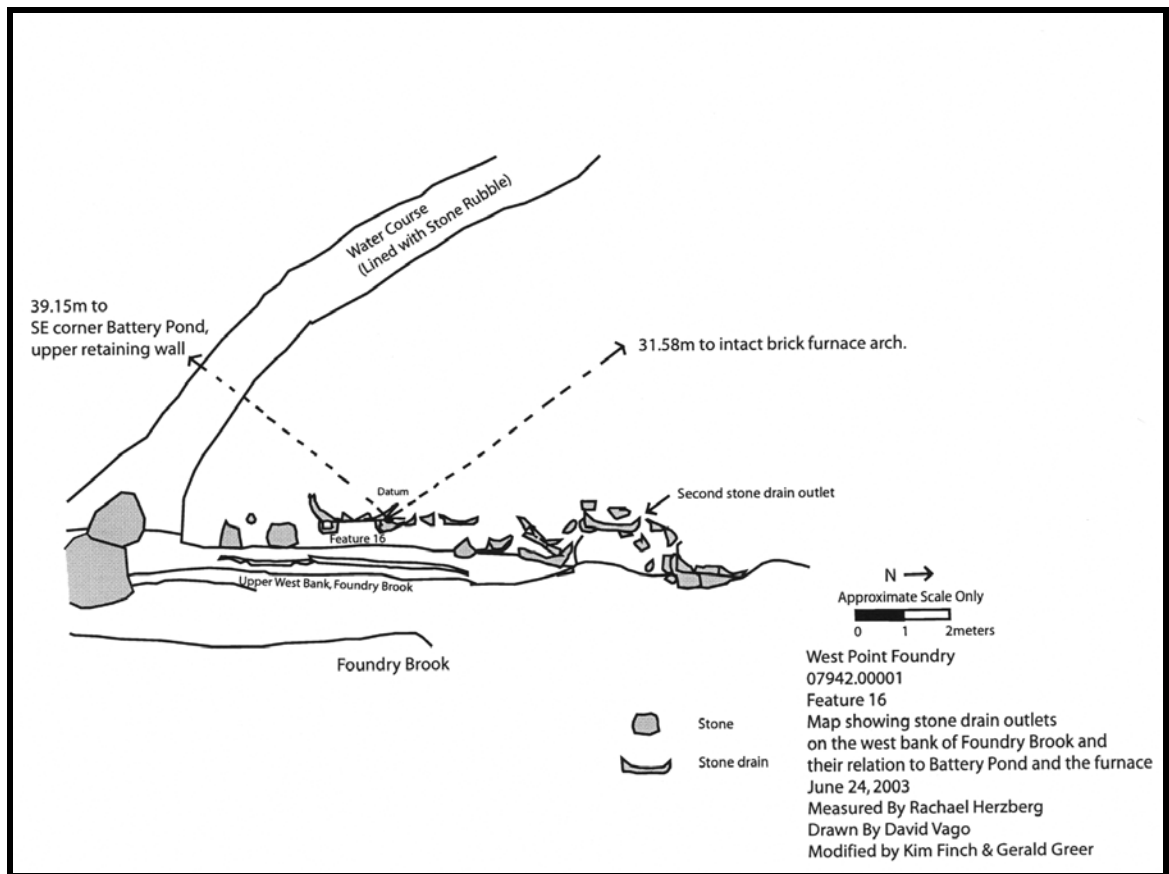 Water Course
(Lined with Stone Rubble)
39.15m to
SE corner Battery Pond,
upper retaining wall
31.58m to intact brick furnace arch.
Datum
Second stone drain outlet
Feature 16
Upper West Bank, Foundry Brook
Foundry Brook
N
Approximate Scale Only
0 1 2meters
West Point Foundry
07942.00001
Feature 16
Map showing stone drain outlets
on the west bank of Foundry Brook and
their relation to Battery Pond and the furnace
June 24, 2003
Measured By Rachael Herzberg
Drawn By David Vago
Modified by Kim Finch & Gerald Greer
Stone
Stone drain